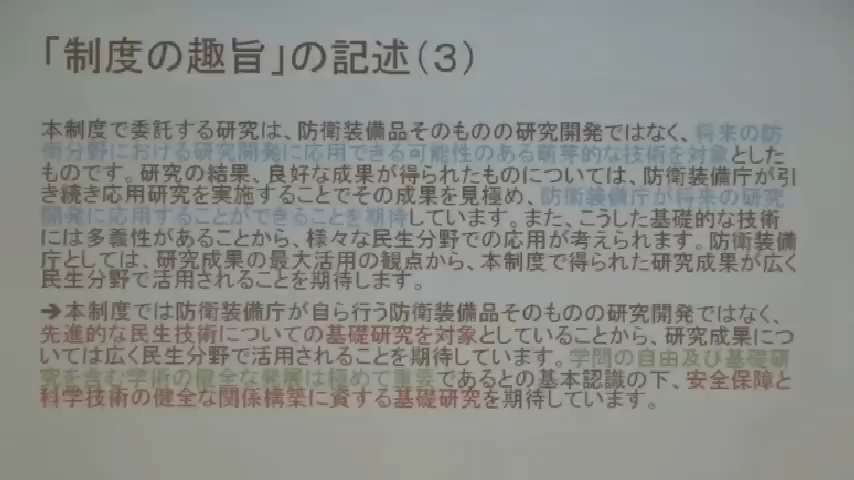 「制度の趣旨」の記述（３）
本制度で委託する研究は、防衛装備品そのものの研究開発ではなく、将来の防
衛分野における研究開発に応用できる可能性のある萌芽的な技術を対象とした
ものです。研究の結果、良好な成果が得られたものについては、防衛装備庁が引
き続き応用研究を実施することでその成果を見極め、防衛装備庁が将来の研究
開発に応用することができることを期待しています。また、こうした基礎的な技術
には多義性があることから、様々な民生分野での応用が考えられます。防衛装備
庁としては、研究成果の最大活用の観点から、本制度で得られた研究成果が広く
民生分野で活用されることを期待します。
➔本制度では防衛装備庁が自ら行う防衛装備品そのものの研究開発ではなく、
先進的な民生技術についての基礎研究を対象としていることから、研究成果につ
いては広く民生分野で活用されることを期待しています。学問の自由及び基礎研
究を含む学術の健全な発展は極めて重要であるとの基本認識の下、安全保障と
科学技術の健全な関係構築に資する基礎研究を期待しています。